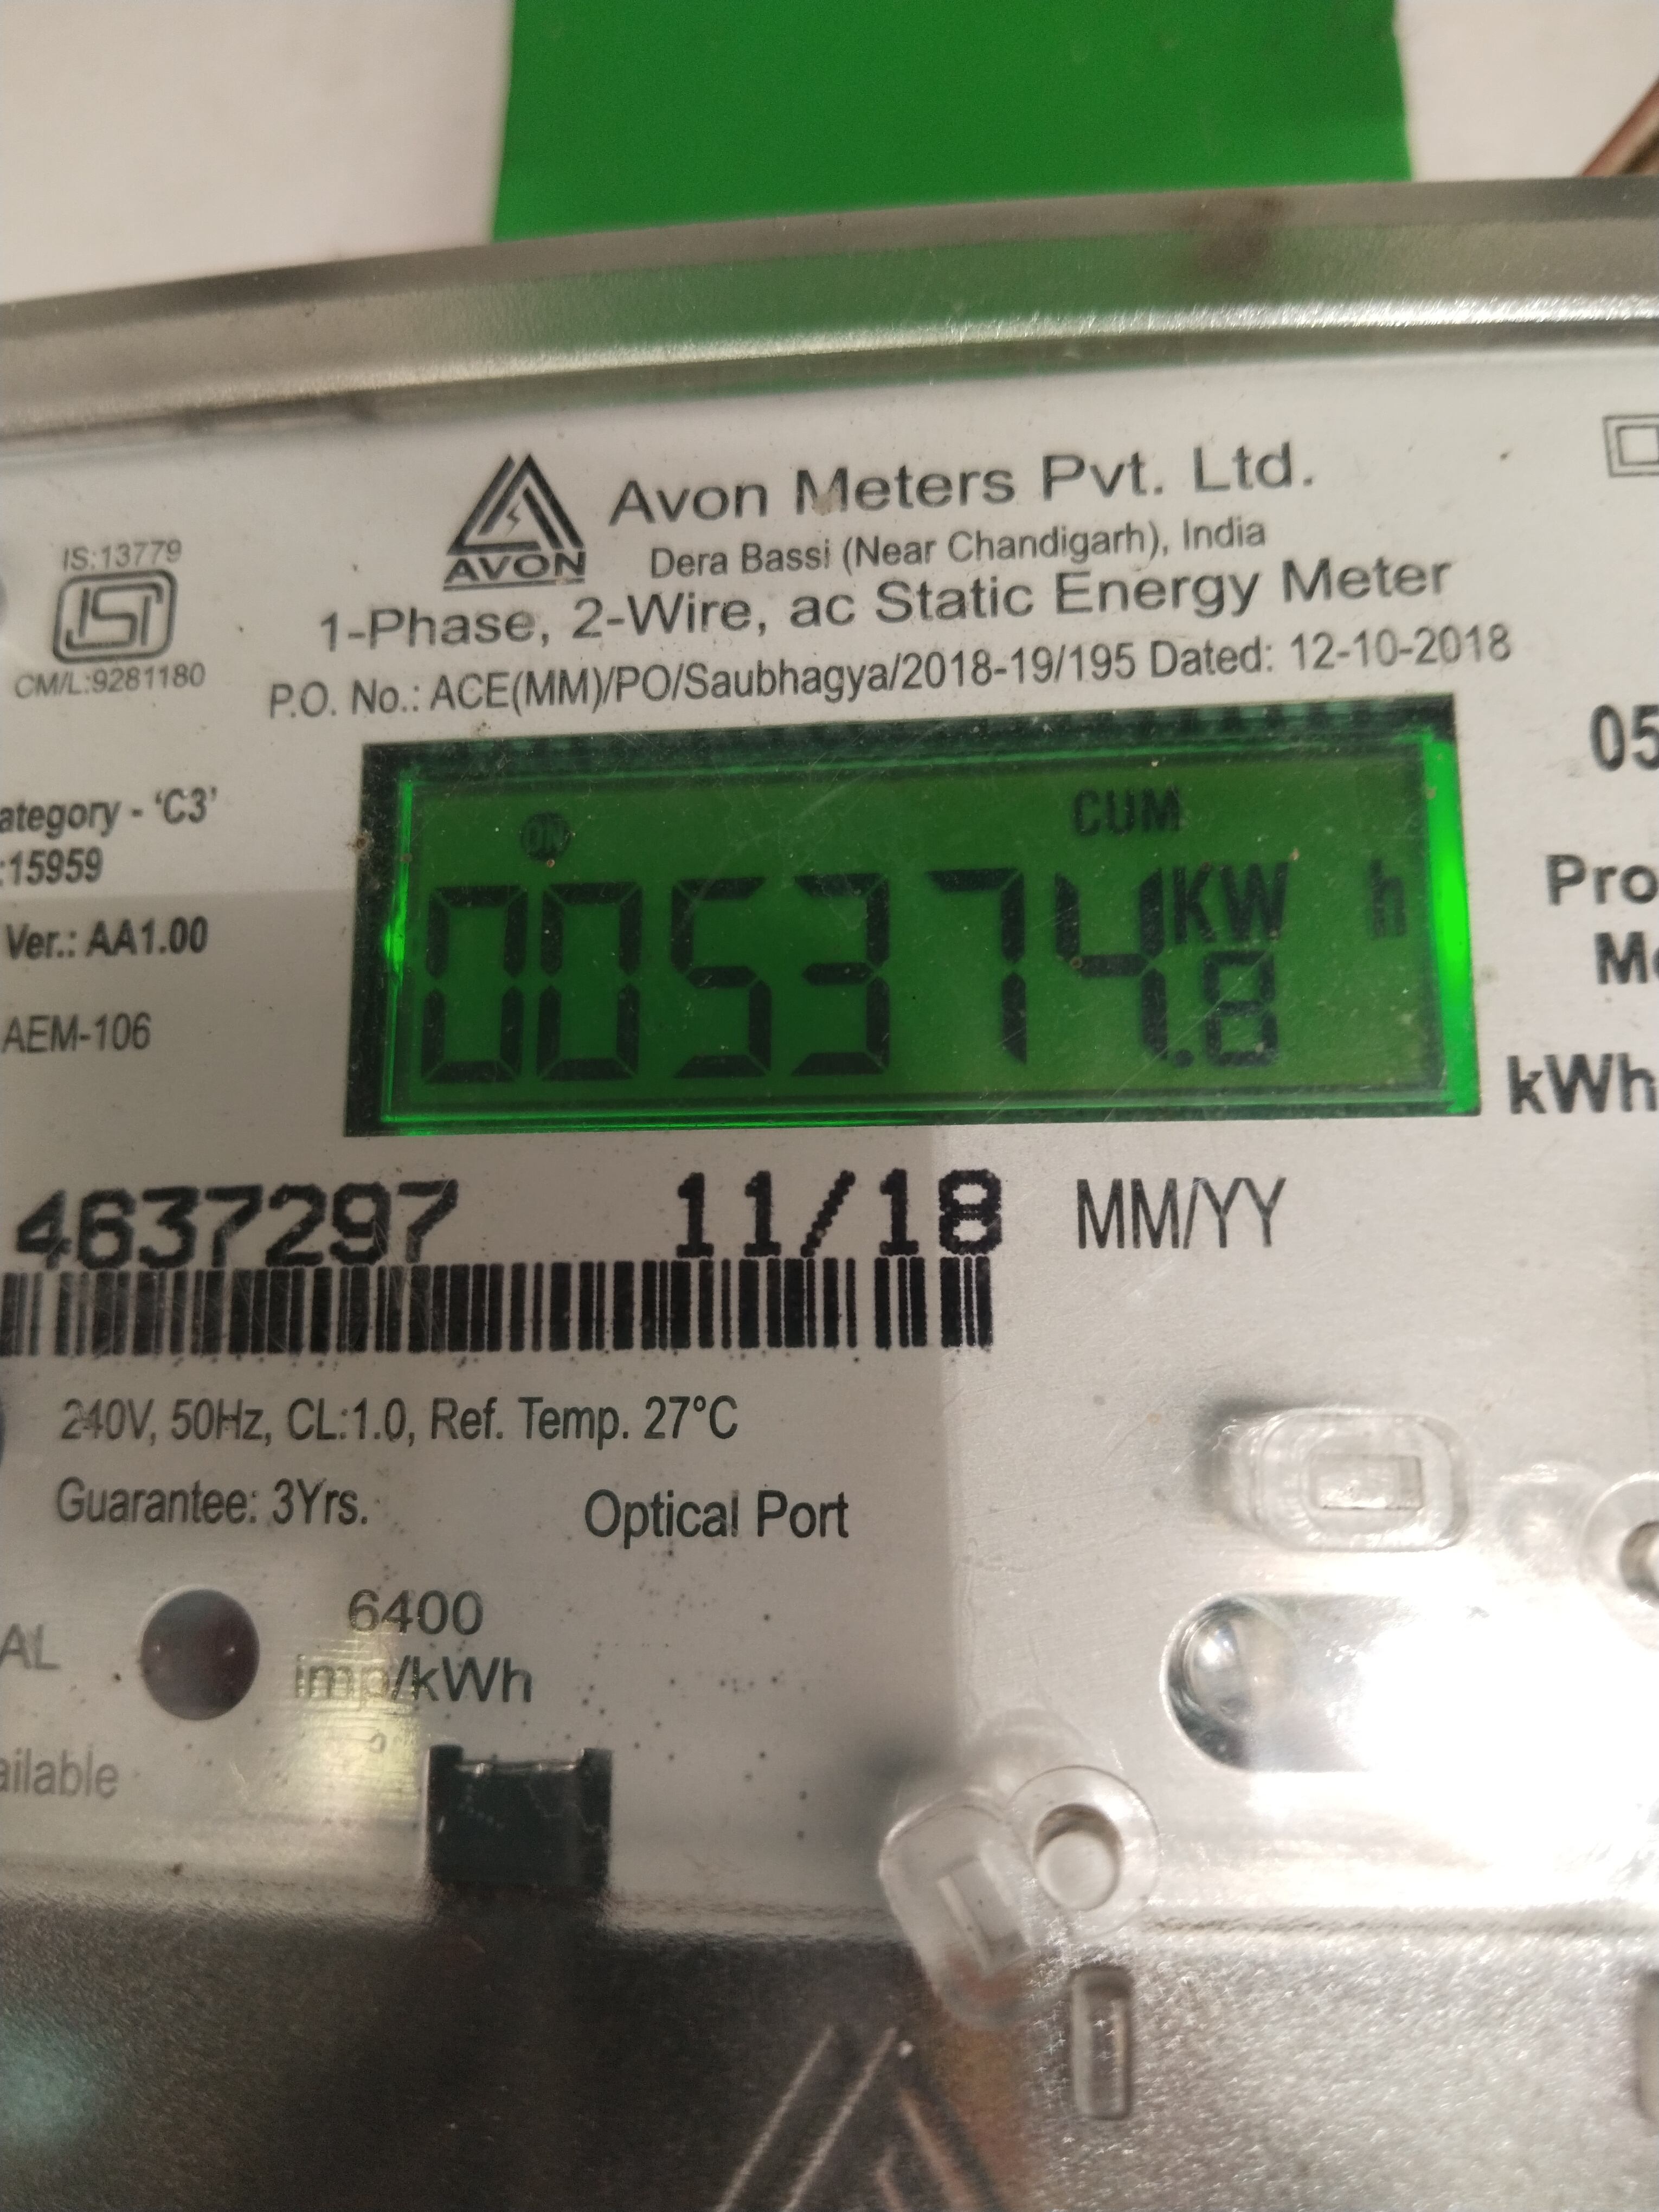 Avon Meters Pvt. Ltd.
AVON
Dera Bassi (Near Chandigarh), India
1-Phase, 2-Wire, ac Static Energy Meter
P.O. No.: ACE(MM)/PO/Saubhagya/2018-19/195 Dated: 12-10-2018
IS:13779
ISI
CM/L:9281180
ategory - ‘C3’
:15959
Ver.: AA1.00
AEM-106
ON
CUM
005374.8 KW h
05
Pro
kWh
4637297 11/18 MM/YY
240V, 50Hz, CL:1.0, Ref. Temp. 27°C
Guarantee: 3Yrs.
Optical Port
AL
6400
imp/kWh
ailable